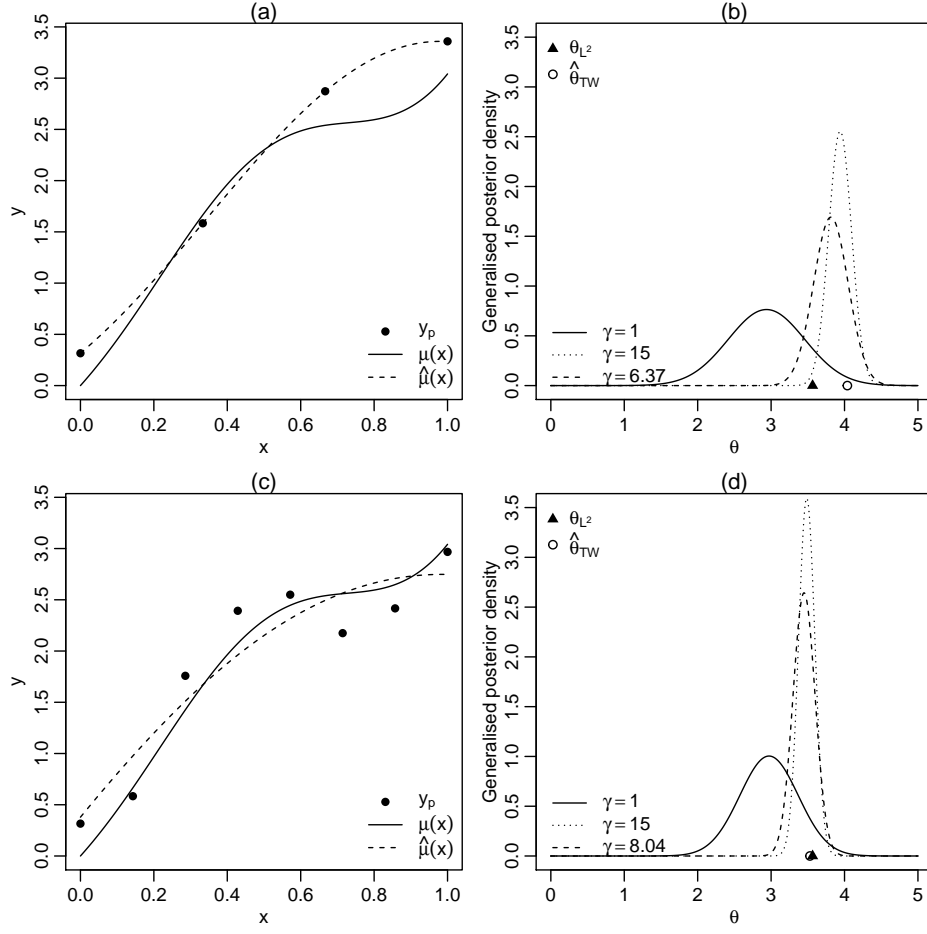 (a)
y
0.0 0.5 1.0 1.5 2.0 2.5 3.0 3.5
y_p
μ(x)
μ̂(x)
0.0 0.2 0.4 0.6 0.8 1.0
x
(b)
Generalised posterior density
0.0 0.5 1.0 1.5 2.0 2.5 3.0 3.5
θ_L²
θ̂_TW
γ = 1
γ = 15
γ = 6.37
0 1 2 3 4 5
θ
(c)
y
0.0 0.5 1.0 1.5 2.0 2.5 3.0 3.5
y_p
μ(x)
μ̂(x)
0.0 0.2 0.4 0.6 0.8 1.0
x
(d)
Generalised posterior density
0.0 0.5 1.0 1.5 2.0 2.5 3.0 3.5
θ_L²
θ̂_TW
γ = 1
γ = 15
γ = 8.04
0 1 2 3 4 5
θ